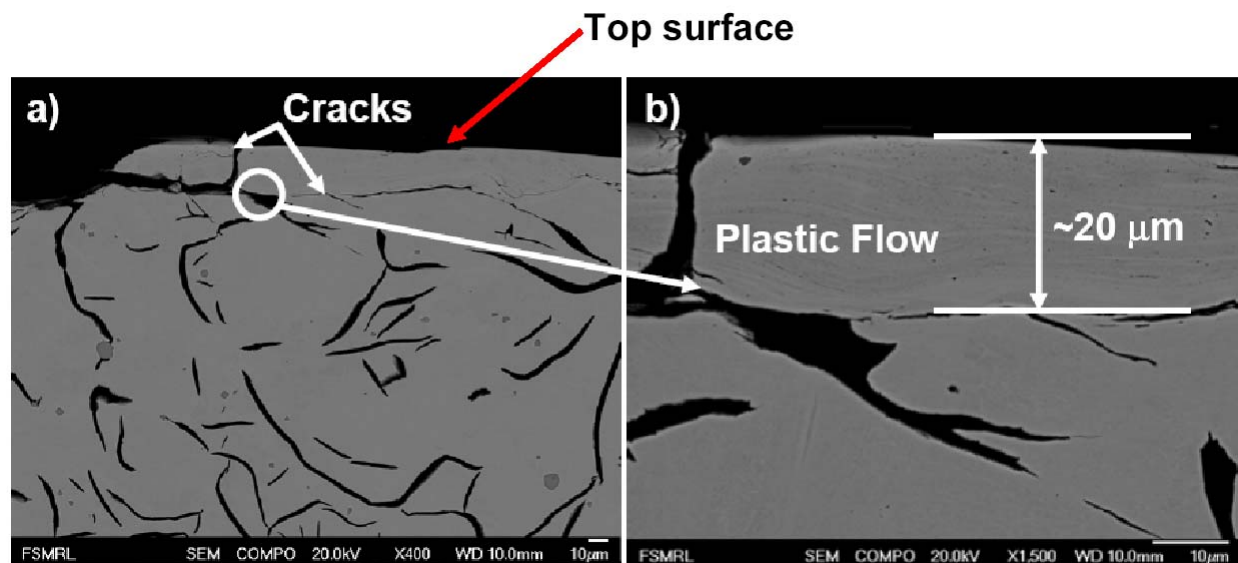 Top surface
a)
Cracks
b)
Plastic Flow
~20 μm
FSMRL SEM COMPO 20.0kV X400 WD 10.0mm 10μm
FSMRL SEM COMPO 20.0kV X1,500 WD 10.0mm 10μm